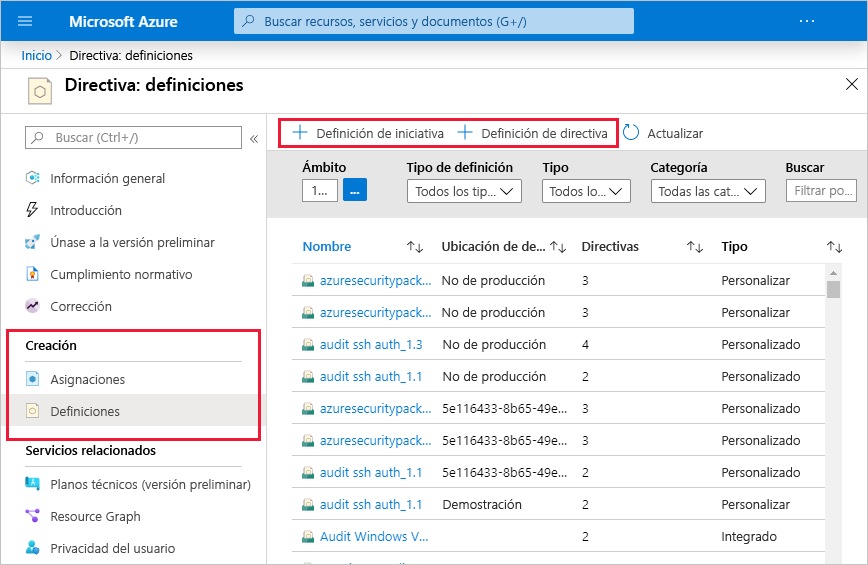 Microsoft Azure
Buscar recursos, servicios y documentos (G+/)
...
Inicio > Directiva: definiciones
Directiva: definiciones
Buscar (Ctrl+/)
«
Información general
Introducción
Únase a la versión preliminar
Cumplimiento normativo
Corrección
Creación
Asignaciones
Definiciones
Servicios relacionados
Planos técnicos (versión preliminar)
Resource Graph
Privacidad del usuario
+ Definición de iniciativa + Definición de directiva Actualizar
Ámbito Tipo de definición Tipo Categoría Buscar
1... ... Todos los tip... Todos lo... Todas las cat... Filtrar po...
Nombre ↑↓ Ubicación de de... ↑↓ Directivas ↑↓ Tipo ↑↓
azuresecuritypack... No de producción 3 Personalizar
azuresecuritypack... No de producción 3 Personalizar
audit ssh auth_1.3 No de producción 4 Personalizado
audit ssh auth_1.1 No de producción 2 Personalizado
azuresecuritypack... 5e116433-8b65-49e... 3 Personalizado
azuresecuritypack... 5e116433-8b65-49e... 3 Personalizado
audit ssh auth_1.1 5e116433-8b65-49e... 2 Personalizado
audit ssh auth_1.1 Demostración 2 Personalizar
Audit Windows V... 2 Integrado